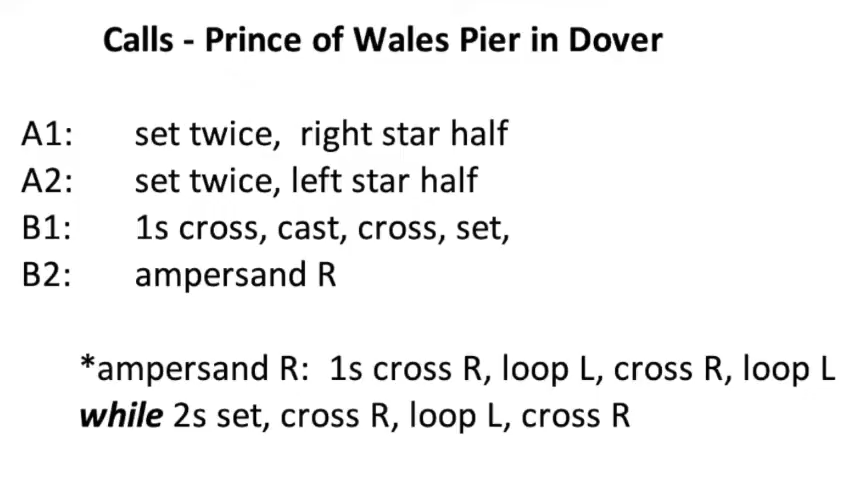 Calls - Prince of Wales Pier in Dover
A1: set twice, right star half
A2: set twice, left star half
B1: 1s cross, cast, cross, set,
B2: ampersand R
*ampersand R: 1s cross R, loop L, cross R, loop L
while 2s set, cross R, loop L, cross R